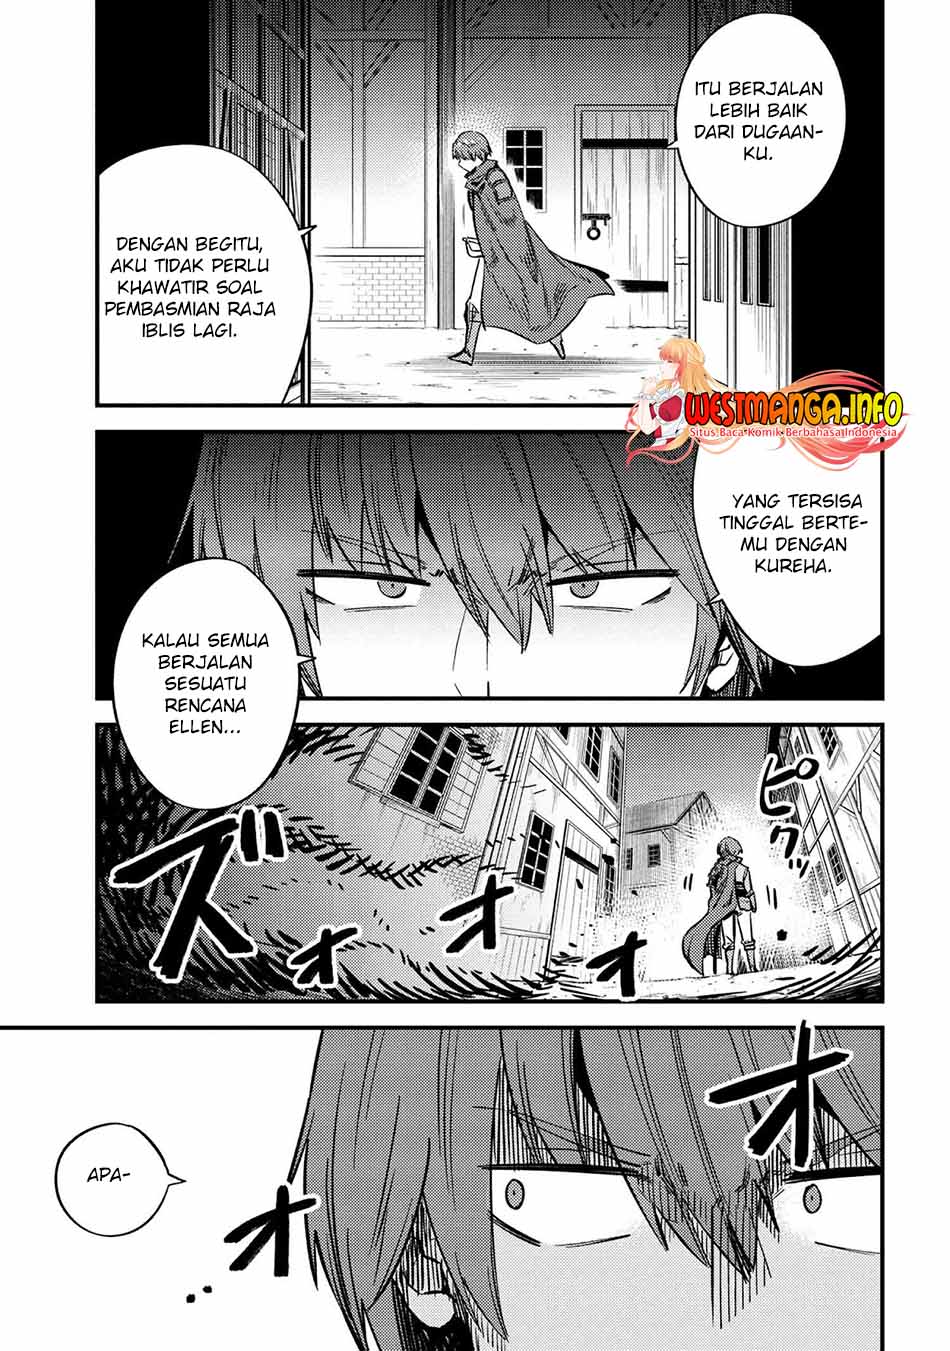 ITU BERJALAN
LEBIH BAIK
DARI DUGAAN-
KU.
DENGAN BEGITU,
AKU TIDAK PERLU
KHAWATIR SOAL
PEMBASMIAN RAJA
IBLIS LAGI.
WESTMANGA.INFO
Situs Baca Komik Berbahasa Indonesia
YANG TERSISA
TINGGAL BERTE-
MU DENGAN
KUREHA.
KALAU SEMUA
BERJALAN
SESUATU
RENCANA
ELLEN...
ピクッ
ズォォォ
オォ
APA-